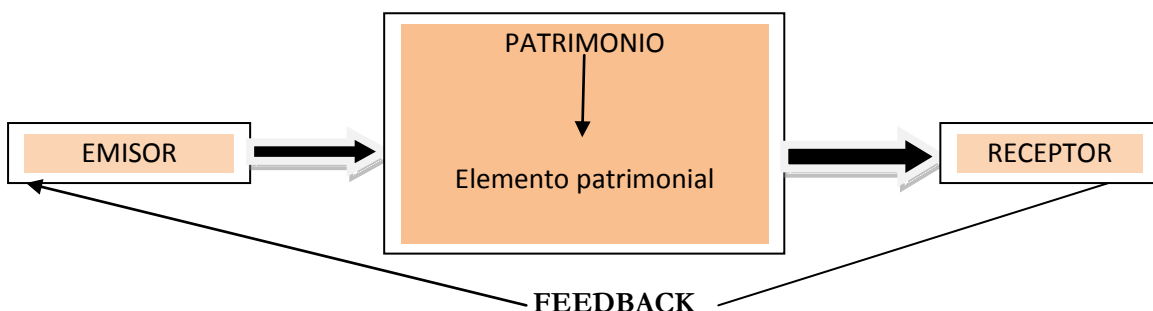 PATRIMONIO
EMISOR
Elemento patrimonial
RECEPTOR
FEEDBACK